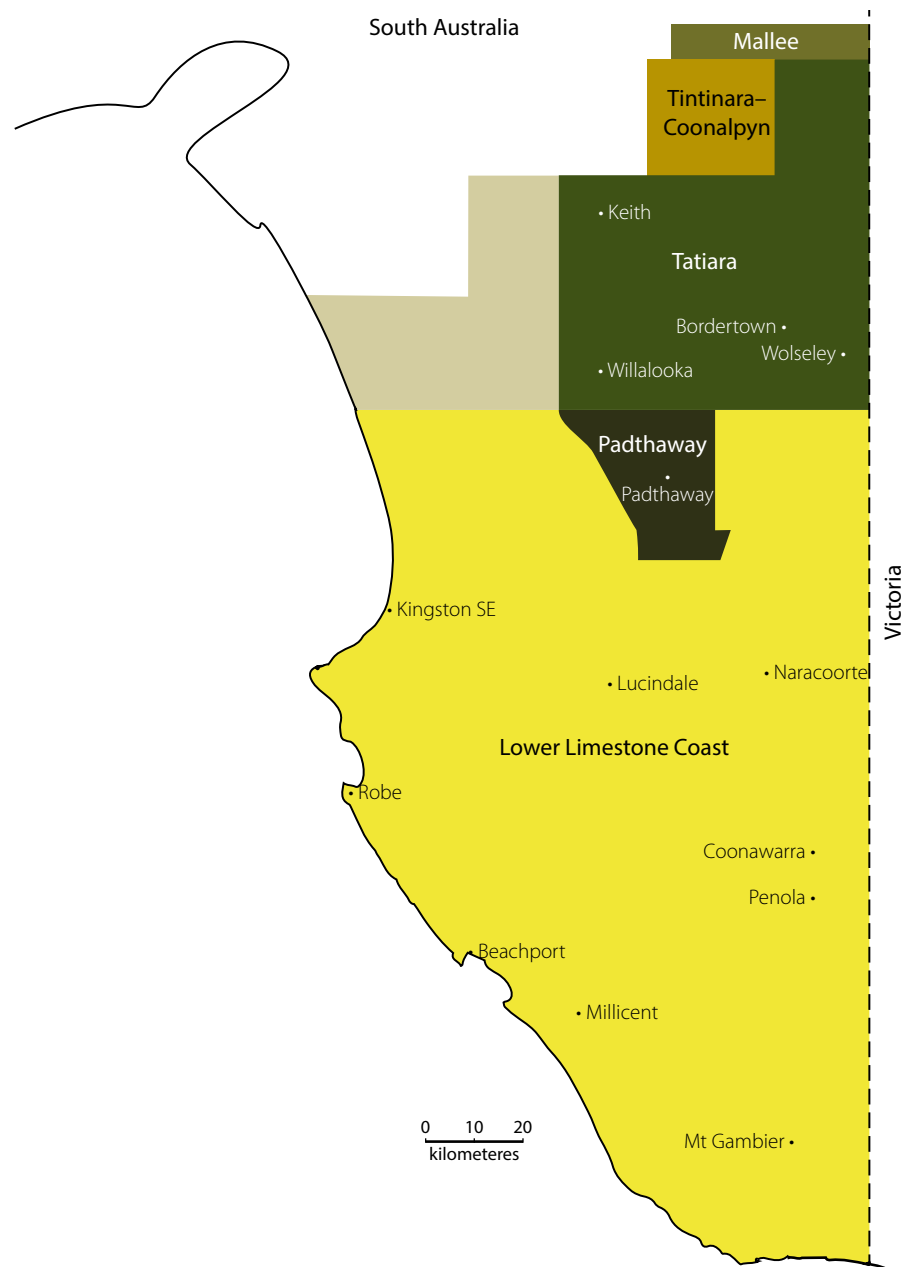 South Australia
Mallee
Tintinara–
Coonalpyn
Keith
Tatiara
Bordertown
Wolseley
Willalooka
Padthaway
Padthaway
Victoria
Kingston SE
Naracoorte
Lucindale
Lower Limestone Coast
Robe
Coonawarra
Penola
Beachport
Millicent
0 10 20
kilometeres
Mt Gambier